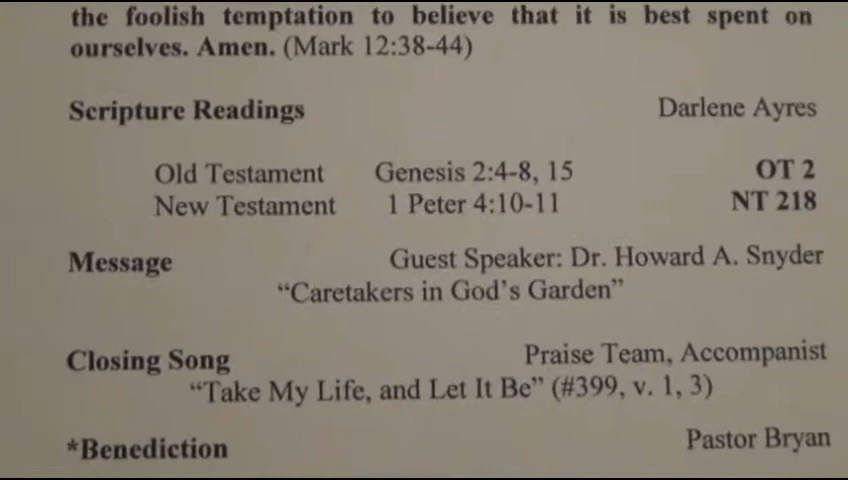 the foolish temptation to believe that it is best spent on
ourselves. Amen. (Mark 12:38-44)
Scripture Readings Darlene Ayres
Old Testament Genesis 2:4-8, 15 OT 2
New Testament 1 Peter 4:10-11 NT 218
Message Guest Speaker: Dr. Howard A. Snyder
“Caretakers in God’s Garden”
Closing Song Praise Team, Accompanist
“Take My Life, and Let It Be” (#399, v. 1, 3)
*Benediction Pastor Bryan